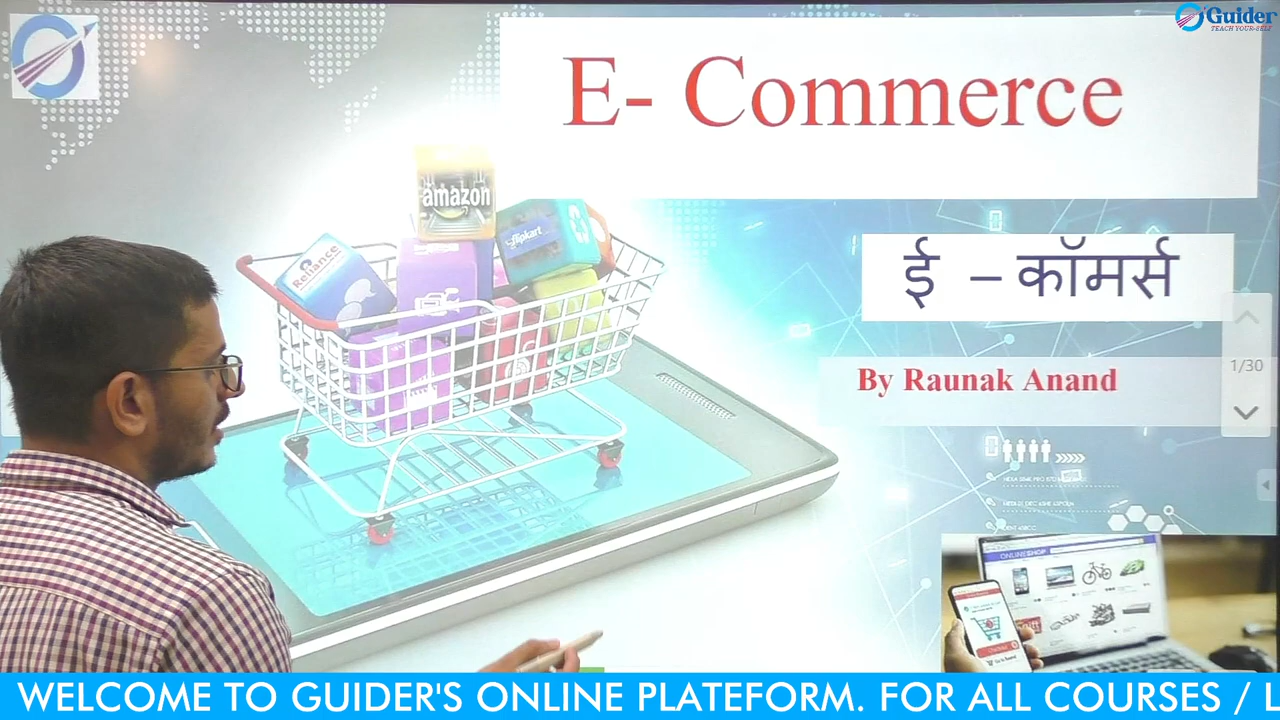 Guider
TEACH YOUR-SELF
E- Commerce
amazon
flipkart
Reliance
ई – कॉमर्स
By Raunak Anand
1/30
ONLINE SHOP
WELCOME TO GUIDER'S ONLINE PLATEFORM. FOR ALL COURSES / L